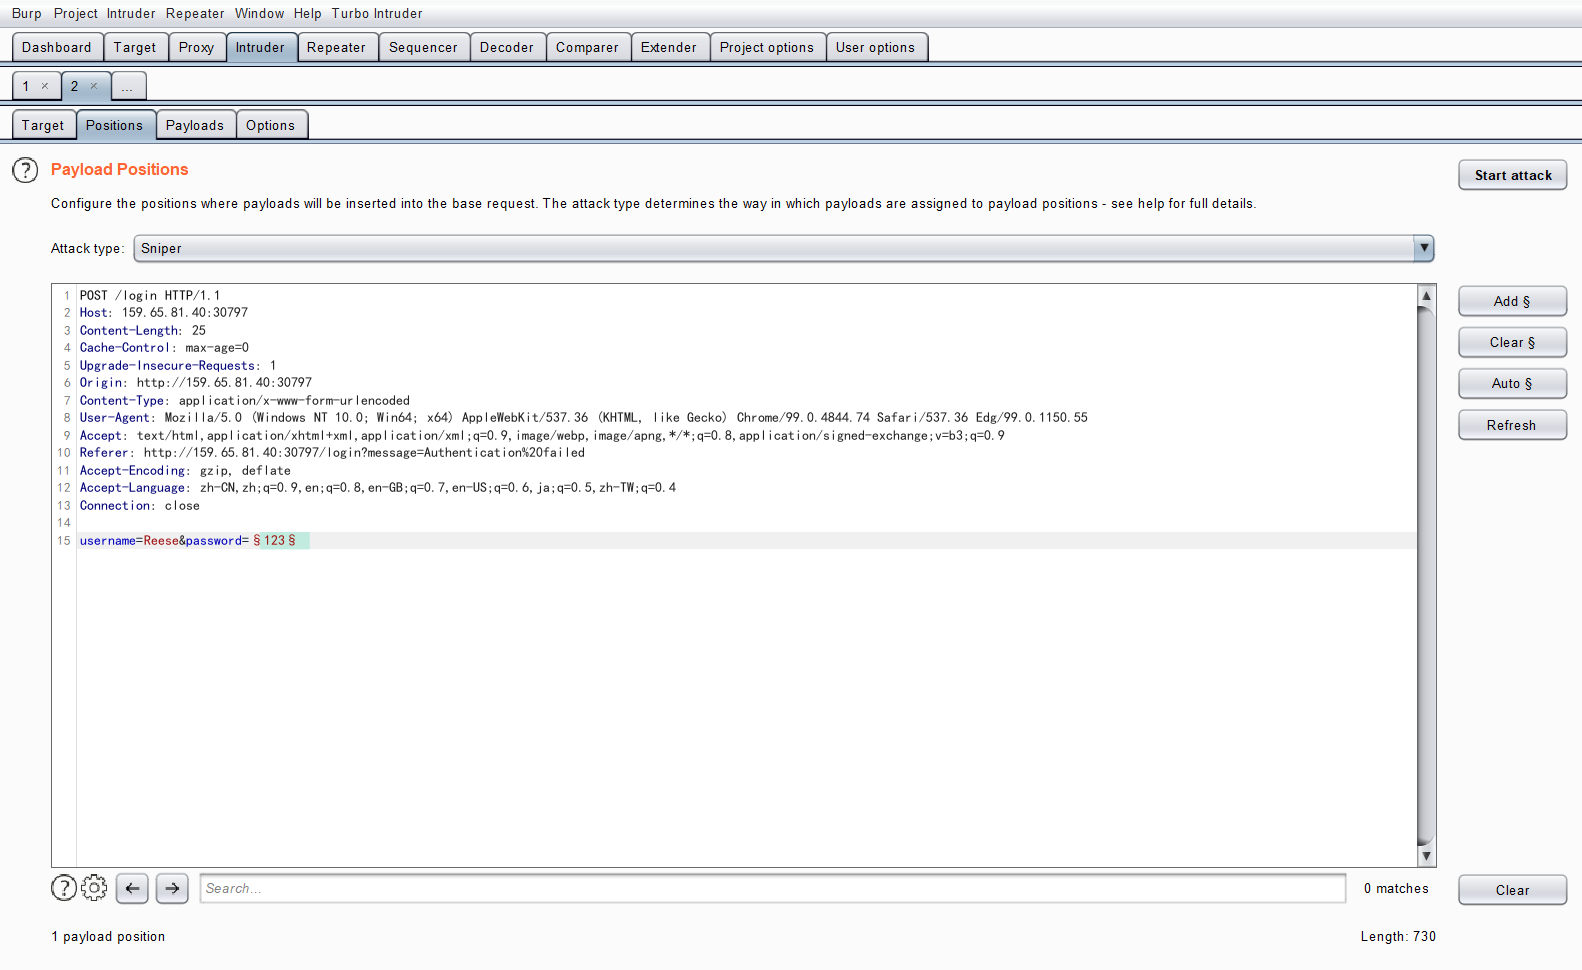 Burp Project Intruder Repeater Window Help Turbo Intruder
Dashboard Target Proxy Intruder Repeater Sequencer Decoder Comparer Extender Project options User options
1 × 2 × ...
Target Positions Payloads Options
? Payload Positions
Start attack
Configure the positions where payloads will be inserted into the base request. The attack type determines the way in which payloads are assigned to payload positions - see help for full details.
Attack type: Sniper
1 POST /login HTTP/1.1
2 Host: 159.65.81.40:30797
3 Content-Length: 25
4 Cache-Control: max-age=0
5 Upgrade-Insecure-Requests: 1
6 Origin: http://159.65.81.40:30797
7 Content-Type: application/x-www-form-urlencoded
8 User-Agent: Mozilla/5.0 (Windows NT 10.0; Win64; x64) AppleWebKit/537.36 (KHTML, like Gecko) Chrome/99.0.4844.74 Safari/537.36 Edg/99.0.1150.55
9 Accept: text/html,application/xhtml+xml,application/xml;q=0.9,image/webp,image/apng,*/*;q=0.8,application/signed-exchange;v=b3;q=0.9
10 Referer: http://159.65.81.40:30797/login?message=Authentication%20failed
11 Accept-Encoding: gzip, deflate
12 Accept-Language: zh-CN,zh;q=0.9,en;q=0.8,en-GB;q=0.7,en-US;q=0.6,ja;q=0.5,zh-TW;q=0.4
13 Connection: close
14
15 username=Reese&password=§123§
Add §
Clear §
Auto §
Refresh
? Search... 0 matches Clear
1 payload position Length: 730